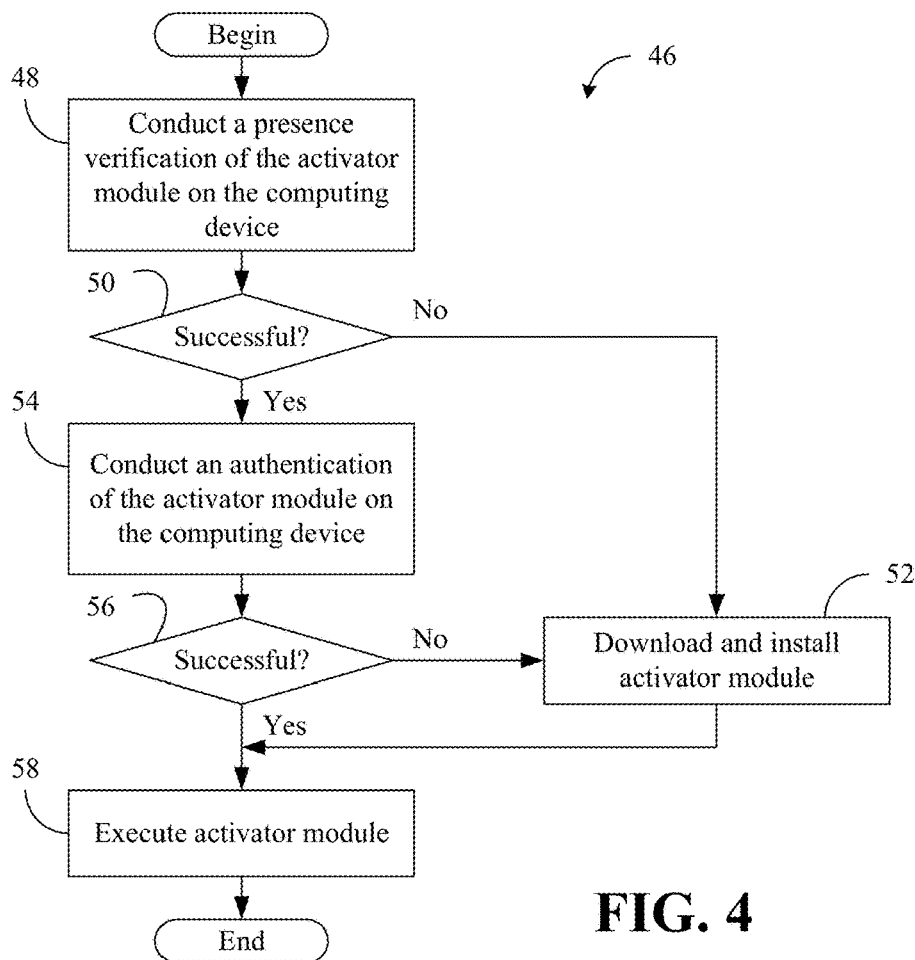 Begin
46
48
Conduct a presence
verification of the activator
module on the computing
device
50
Successful?
No
Yes
54
Conduct an authentication
of the activator module on
the computing device
56
Successful?
No
52
Download and install
activator module
Yes
58
Execute activator module
End
FIG. 4